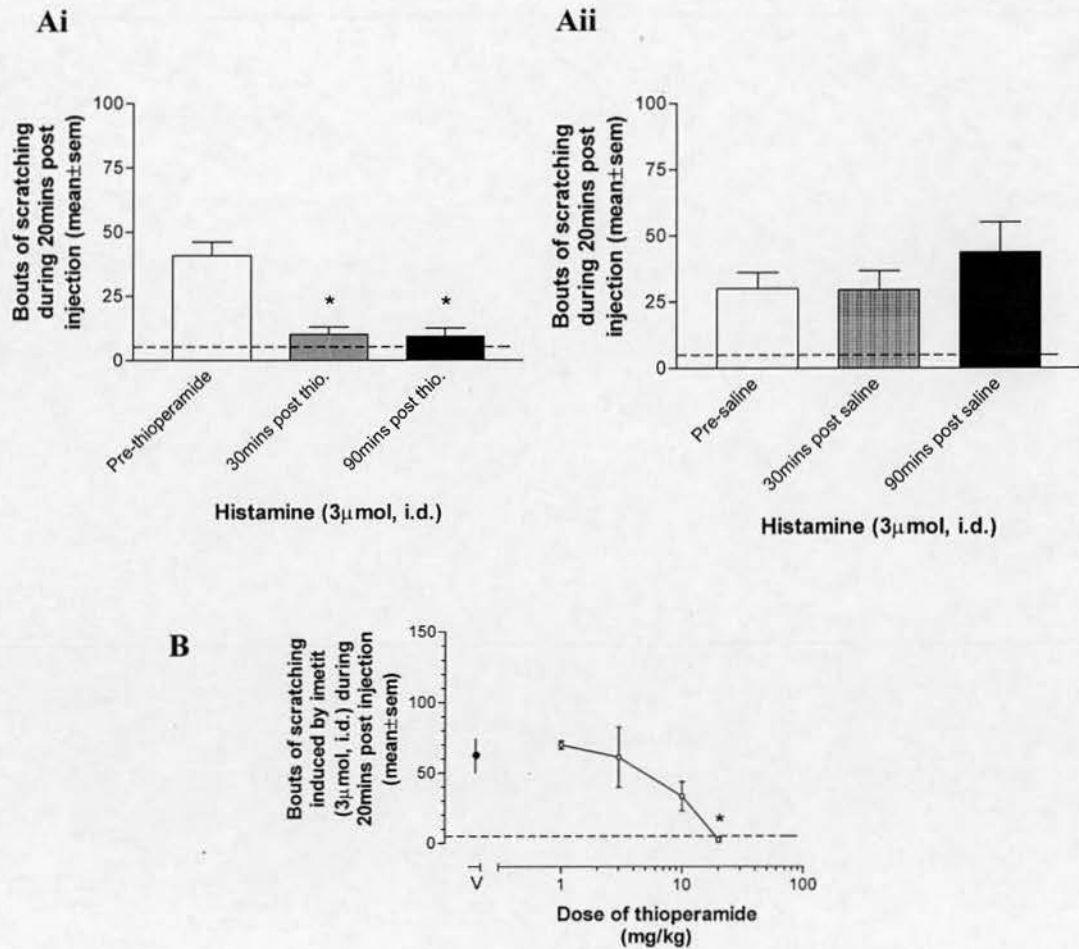 Ai
Bouts of scratching
during 20mins post
injection (mean±sem)
100
75
50
25
0
*
*
Pre-thioperamide
30mins post thio.
90mins post thio.
Histamine (3μmol, i.d.)
Aii
Bouts of scratching
during 20mins post
injection (mean±sem)
100
75
50
25
0
Pre-saline
30mins post saline
90mins post saline
Histamine (3μmol, i.d.)
B
Bouts of scratching
induced by imetit
(3μmol, i.d.) during
20mins post injection
(mean±sem)
150
100
50
0
*
V
1
10
100
Dose of thioperamide
(mg/kg)